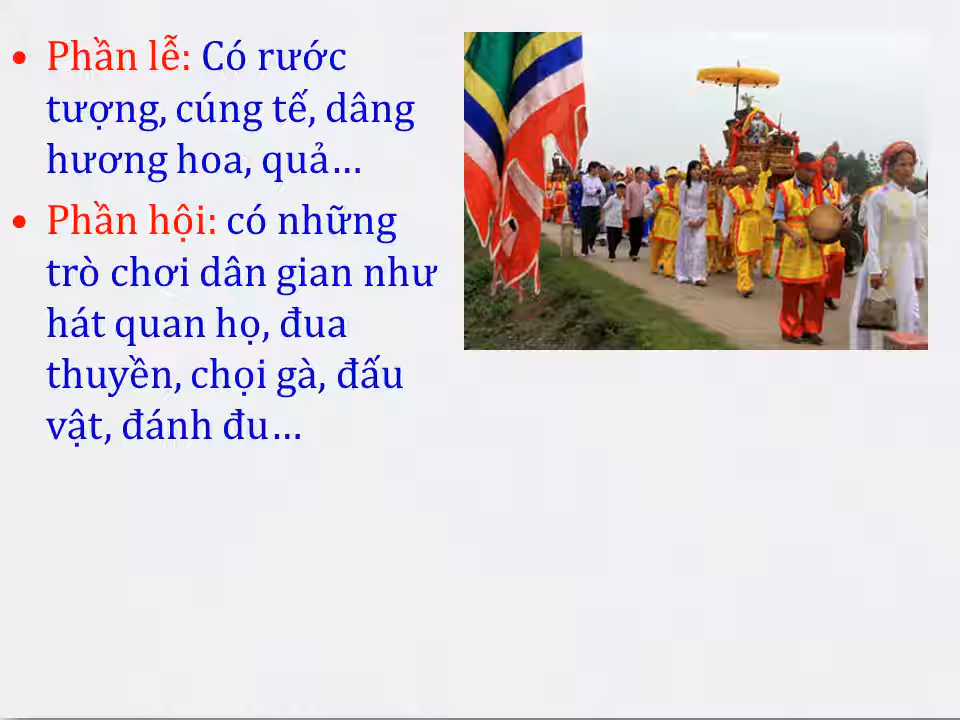 • Phần lễ: Có rước
tượng, cúng tế, dâng
hương hoa, quả…
• Phần hội: có những
trò chơi dân gian như
hát quan họ, đua
thuyền, chọi gà, đấu
vật, đánh đu…